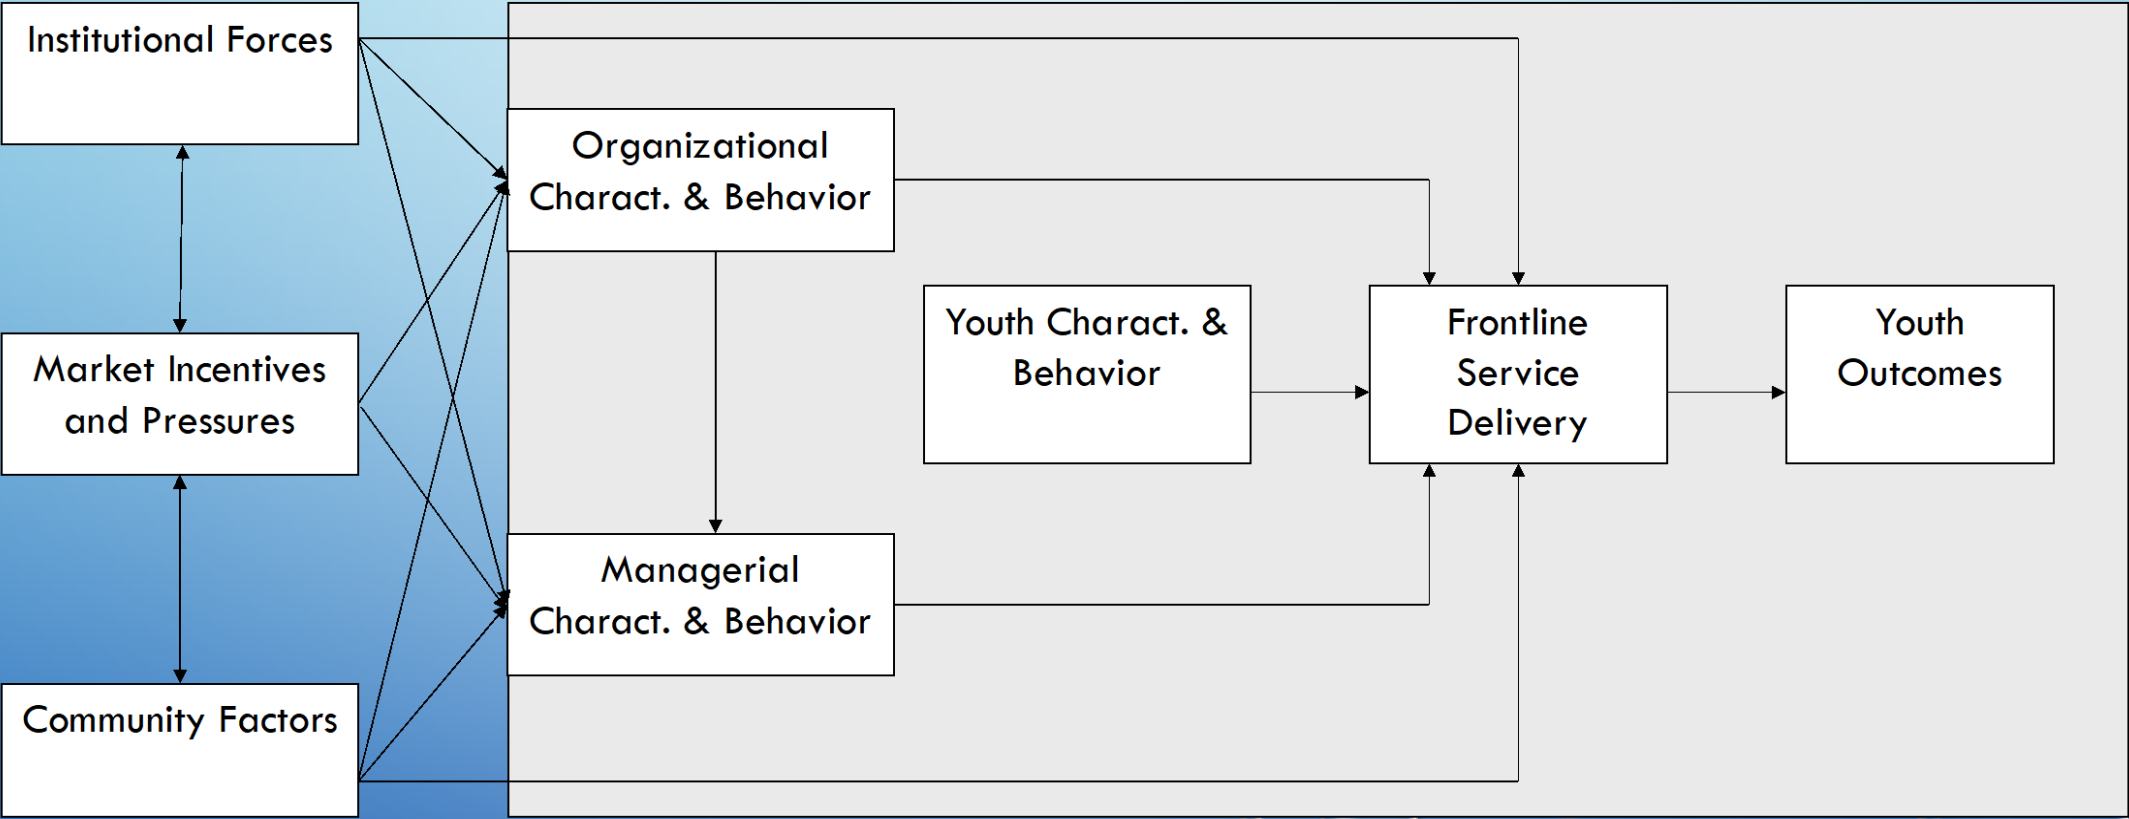 Institutional Forces
Organizational
Charact. & Behavior
Youth Charact. &
Behavior
Frontline
Service
Delivery
Youth
Outcomes
Market Incentives
and Pressures
Managerial
Charact. & Behavior
Community Factors